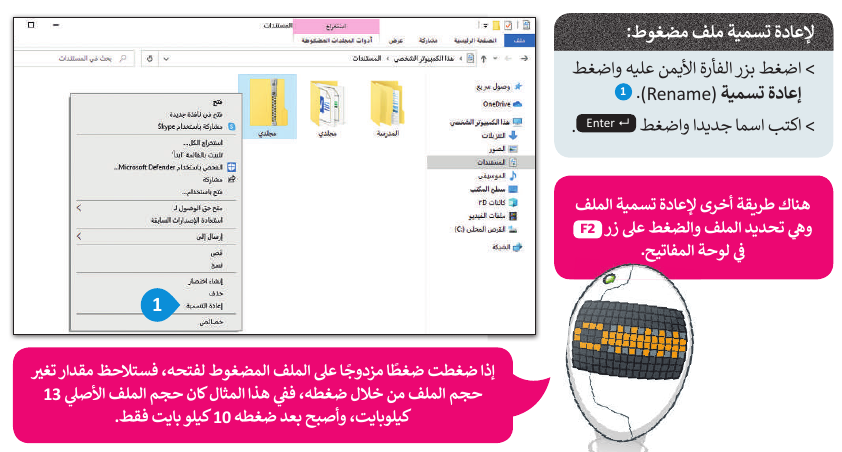 لإعادة تسمية ملف مضغوط:
> اضغط بزر الفأرة الأيمن عليه واضغط
إعادة تسمية (Rename). 1
> اكتب اسما جديدا واضغط Enter ↵ .
هناك طريقة أخرى لإعادة تسمية الملف
وهي تحديد الملف والضغط على زر F2
في لوحة المفاتيح.
المستندات
استخراج
ملف
الصفحة الرئيسية
مشاركة
عرض
أدوات المجلدات المضغوطة
هذا الكمبيوتر الشخصي › المستندات
بحث في المستندات
وصول سريع
OneDrive
هذا الكمبيوتر الشخصي
التنزيلات
الصور
المستندات
الموسيقى
سطح المكتب
كائنات ٣D
ملفات الفيديو
القرص المحلي (C:)
الشبكة
المدرسة
مجلدي
مجلدي
فتح
فتح في نافذة جديدة
مشاركة باستخدام Skype
استخراج الكل...
تثبيت بالقائمة "ابدأ"
الفحص باستخدام Microsoft Defender...
مشاركة
فتح باستخدام...
منح حق الوصول لـ
استعادة الإصدارات السابقة
إرسال إلى
قص
نسخ
إنشاء اختصار
حذف
إعادة التسمية
1
خصائص
إذا ضغطت ضغطًا مزدوجًا على الملف المضغوط لفتحه، فستلاحظ مقدار تغير
حجم الملف من خلال ضغطه، ففي هذا المثال كان حجم الملف الأصلي 13
كيلوبايت، وأصبح بعد ضغطه 10 كيلو بايت فقط.